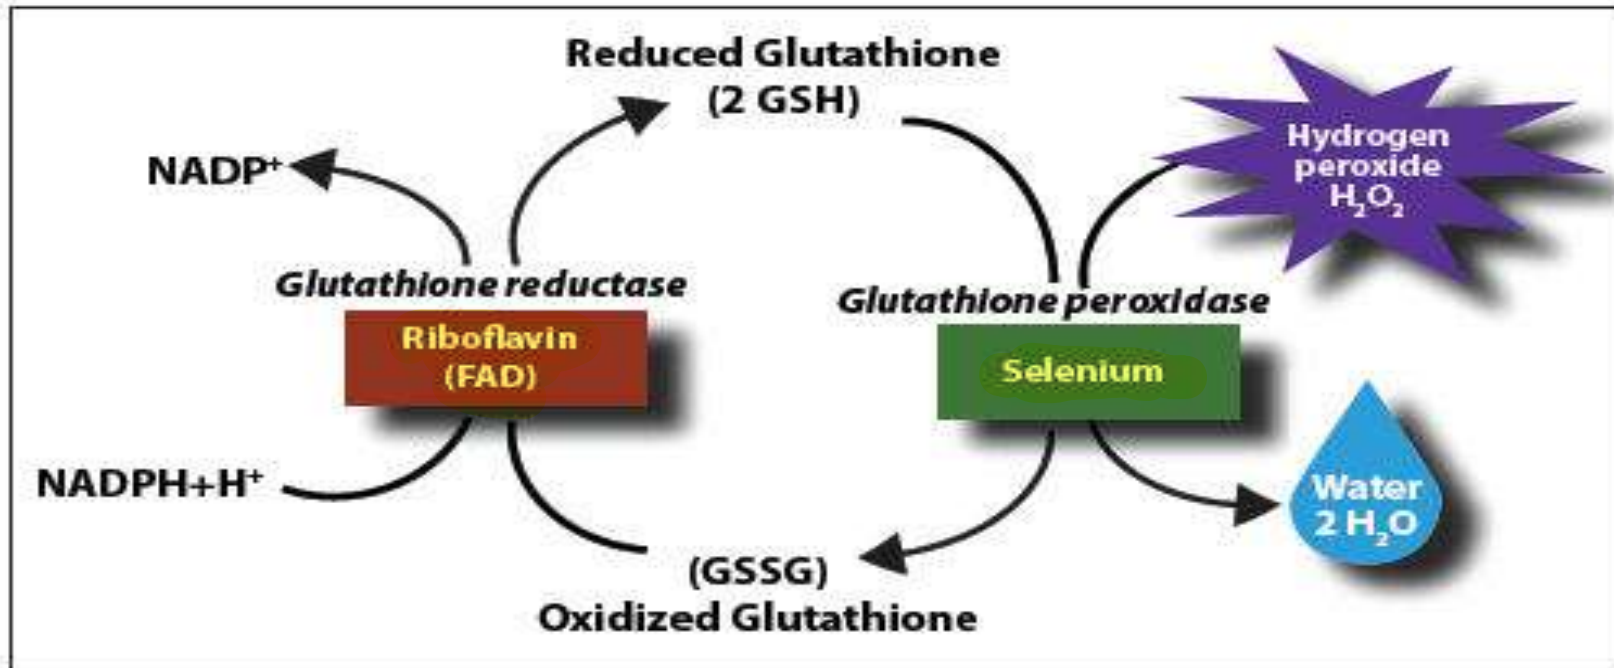 Reduced Glutathione
(2 GSH)
Hydrogen
peroxide
H₂O₂
NADP⁺
Glutathione reductase
Glutathione peroxidase
Riboflavin
(FAD)
Selenium
NADPH+H⁺
Water
2 H₂O
(GSSG)
Oxidized Glutathione